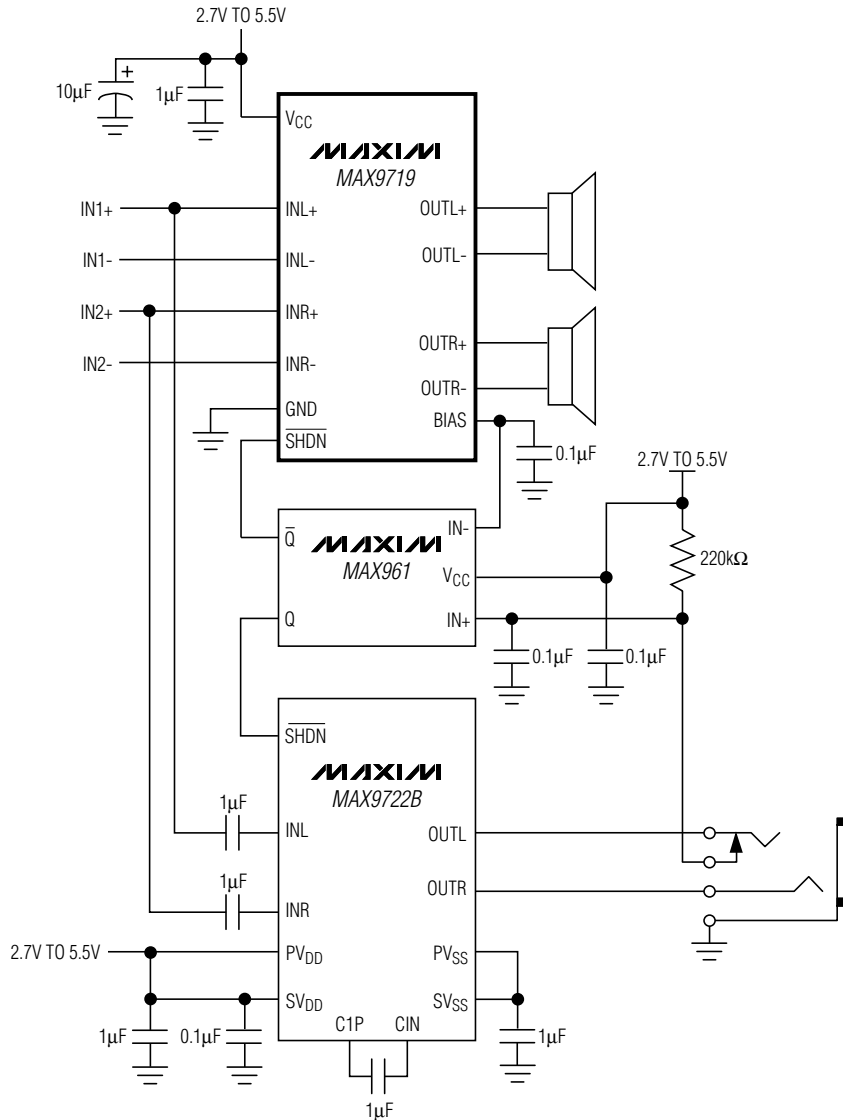 2.7V TO 5.5V
10µF
+
1µF
VCC
MAXIM
MAX9719
IN1+
INL+
OUTL+
IN1-
INL-
OUTL-
IN2+
INR+
OUTR+
IN2-
INR-
OUTR-
GND
BIAS
SHDN
0.1µF
2.7V TO 5.5V
Q
MAXIM
MAX961
IN-
VCC
220kΩ
Q
IN+
0.1µF
0.1µF
SHDN
MAXIM
MAX9722B
1µF
INL
OUTL
1µF
INR
OUTR
2.7V TO 5.5V
PVDD
PVSS
SVDD
SVSS
1µF
0.1µF
C1P
CIN
1µF
1µF